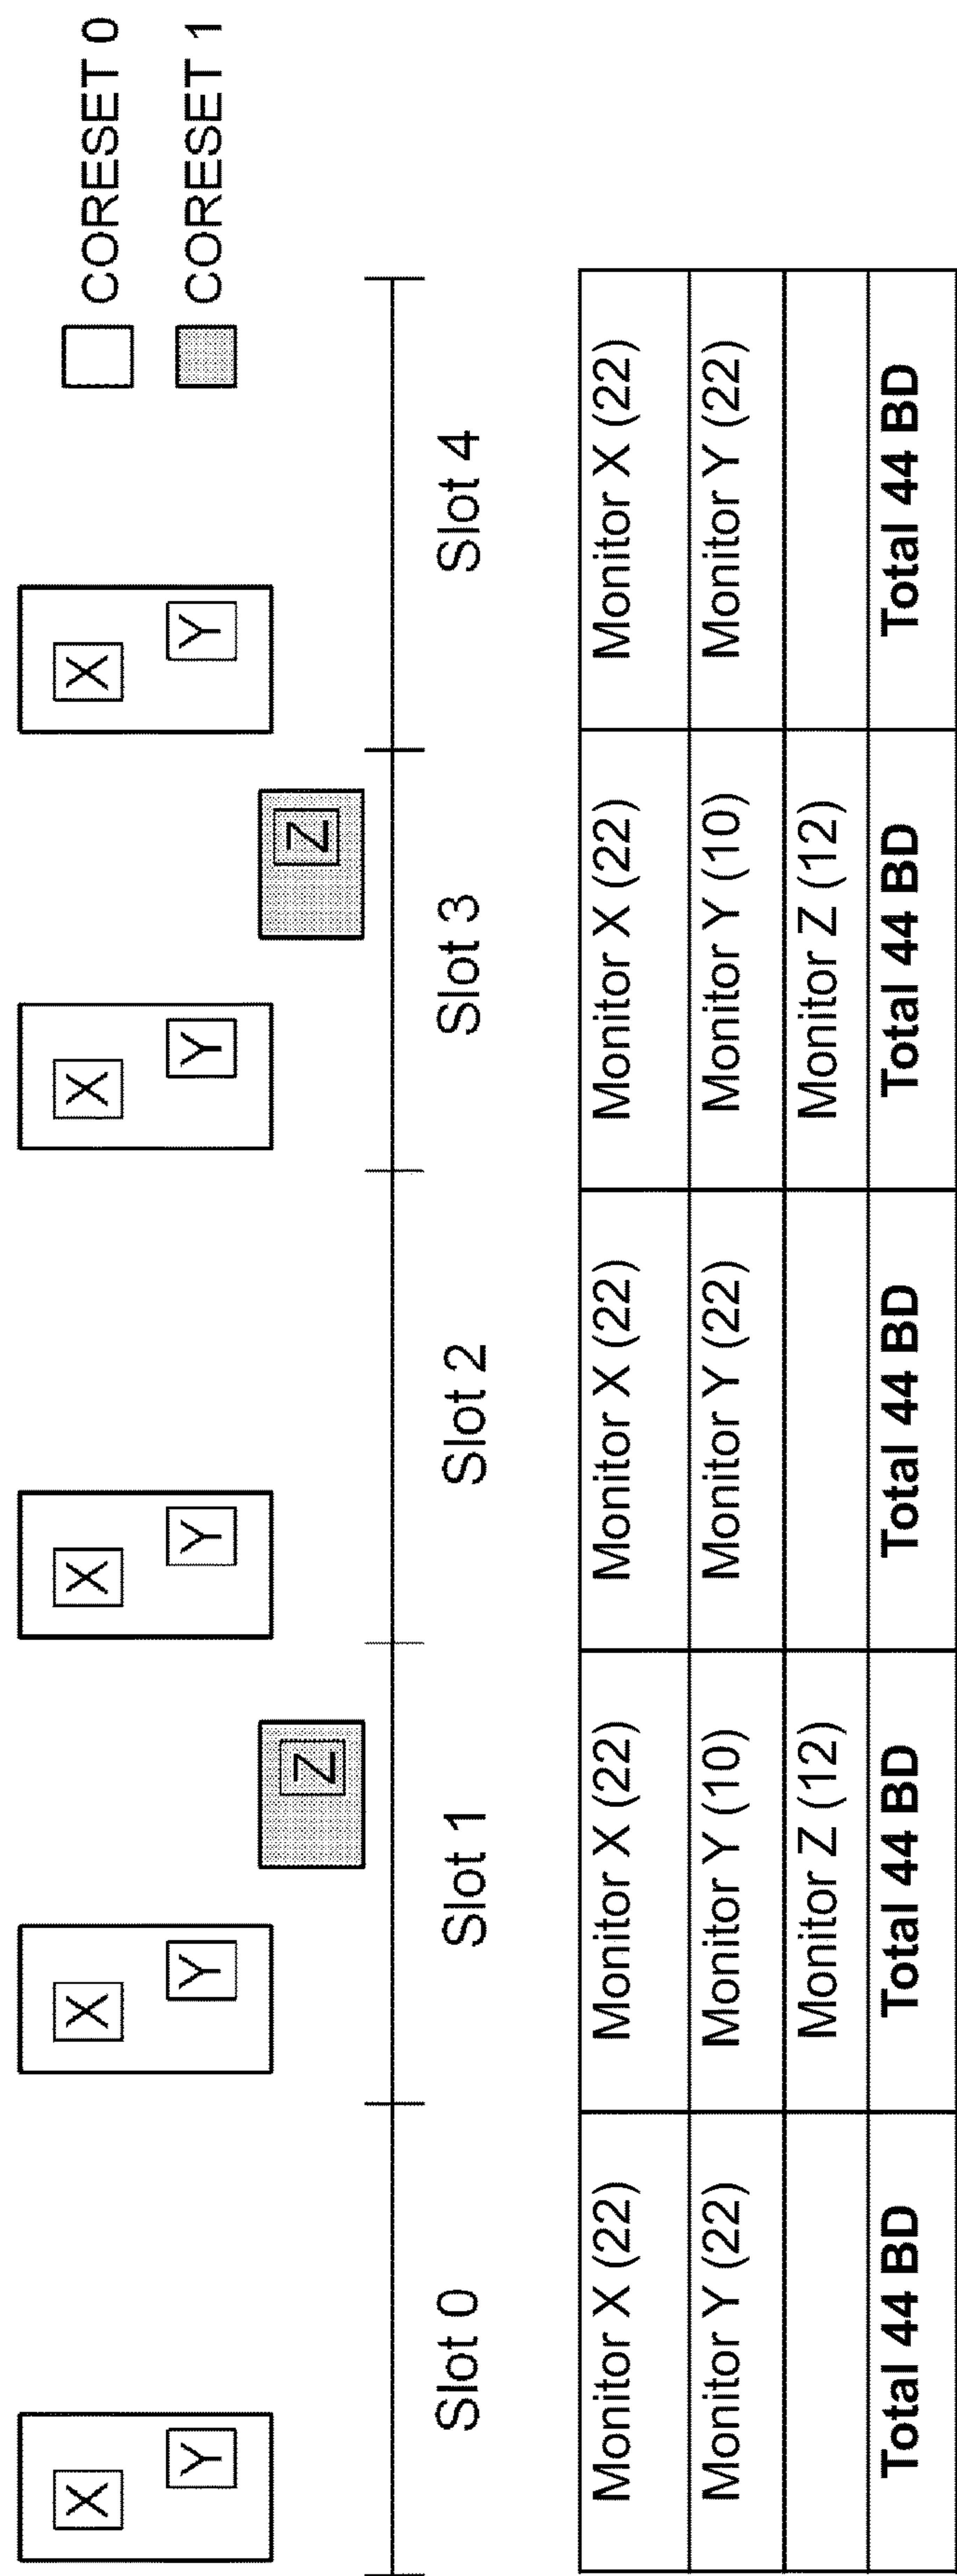 CORESET 0
CORESET 1
X
Y
X
Y
Z
X
Y
X
Y
Z
X
Y
Slot 0
Slot 1
Slot 2
Slot 3
Slot 4
Monitor X (22)
Monitor X (22)
Monitor X (22)
Monitor X (22)
Monitor X (22)
Monitor Y (22)
Monitor Y (10)
Monitor Y (22)
Monitor Y (10)
Monitor Y (22)
Monitor Z (12)
Monitor Z (12)
Total 44 BD
Total 44 BD
Total 44 BD
Total 44 BD
Total 44 BD